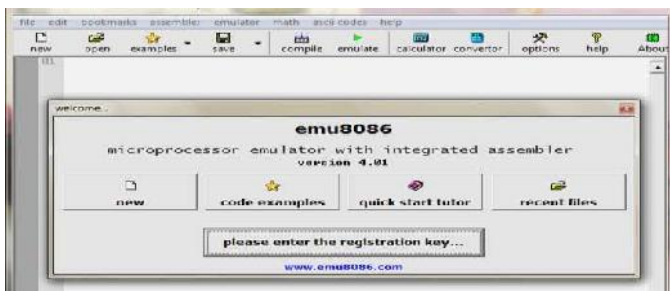 file edit bookmarks assembler emulator math ascii codes help
new open examples save compile emulate calculator convertor options help About
01
welcome...
emu8086
microprocessor emulator with integrated assembler
version 4.01
new code examples quick start tutor recent files
please enter the registration key...
www.emu8086.com